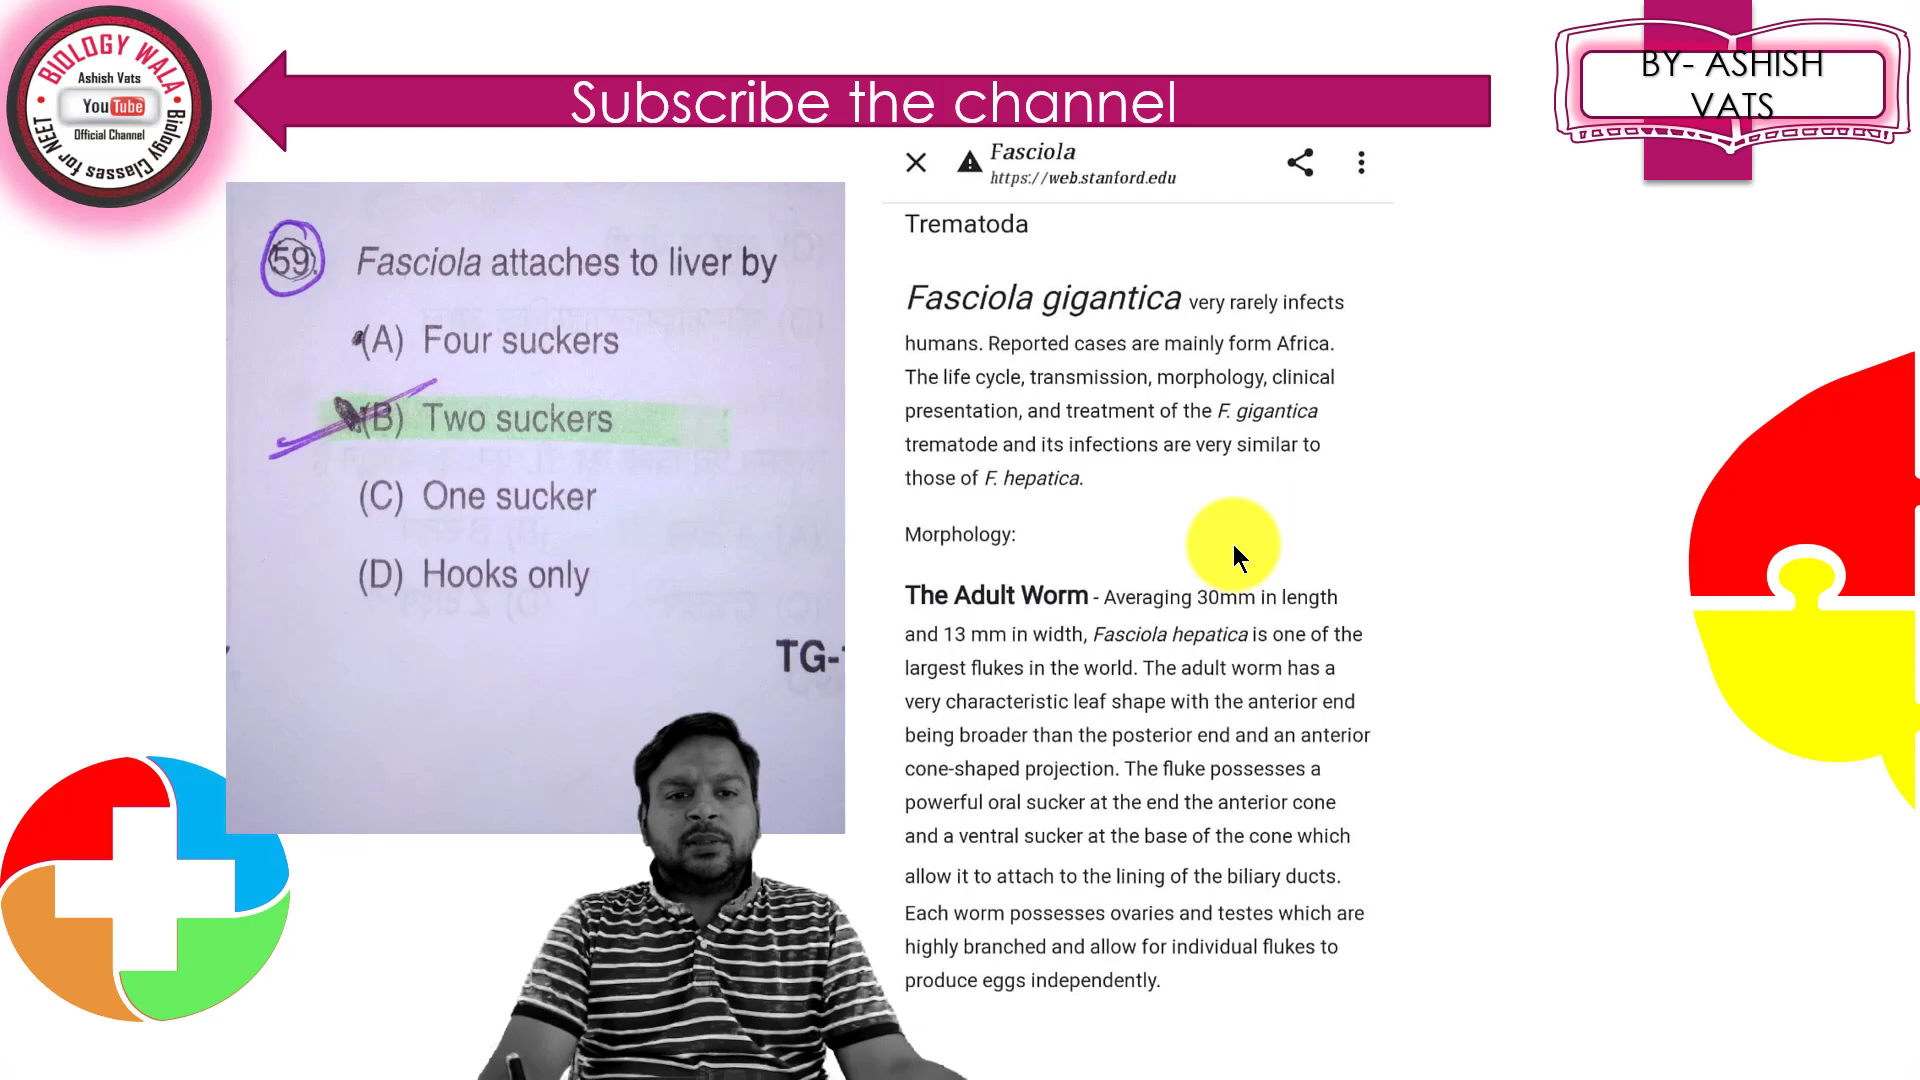 BIOLOGY WALA
Ashish Vats
YouTube
Official Channel
Biology Classes for NEET
Subscribe the channel
BY- ASHISH
VATS
59. Fasciola attaches to liver by
(A) Four suckers
(B) Two suckers
(C) One sucker
(D) Hooks only
TG-
Fasciola
https://web.stanford.edu
Trematoda
Fasciola gigantica very rarely infects
humans. Reported cases are mainly form Africa.
The life cycle, transmission, morphology, clinical
presentation, and treatment of the F. gigantica
trematode and its infections are very similar to
those of F. hepatica.
Morphology:
The Adult Worm - Averaging 30mm in length
and 13 mm in width, Fasciola hepatica is one of the
largest flukes in the world. The adult worm has a
very characteristic leaf shape with the anterior end
being broader than the posterior end and an anterior
cone-shaped projection. The fluke possesses a
powerful oral sucker at the end the anterior cone
and a ventral sucker at the base of the cone which
allow it to attach to the lining of the biliary ducts.
Each worm possesses ovaries and testes which are
highly branched and allow for individual flukes to
produce eggs independently.